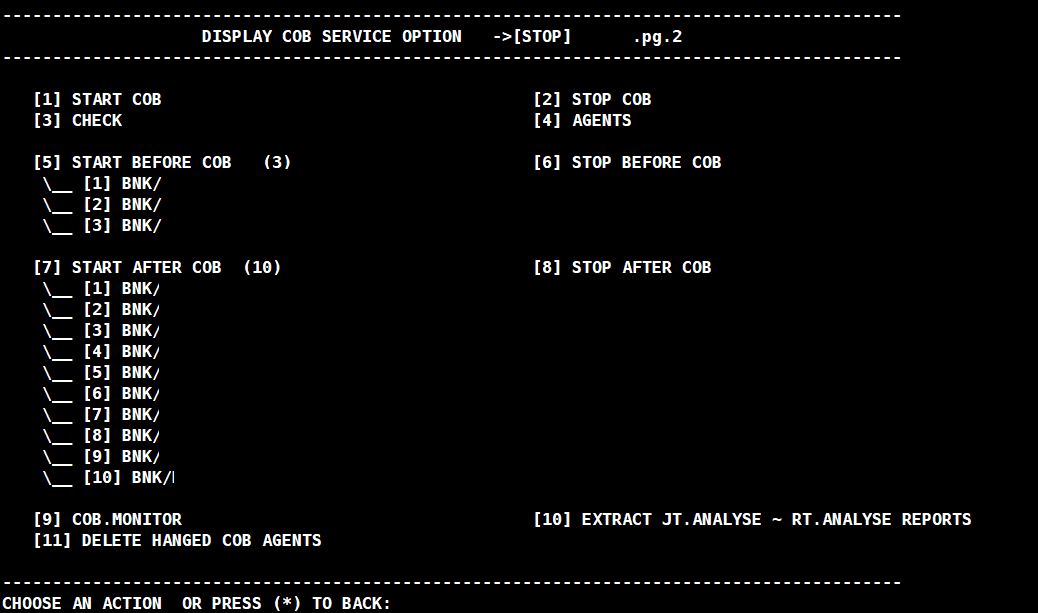 ------------------------------------------------------------------------------------------
DISPLAY COB SERVICE OPTION   ->[STOP]      .pg.2
------------------------------------------------------------------------------------------
[1] START COB                                     [2] STOP COB
[3] CHECK                                         [4] AGENTS
[5] START BEFORE COB   (3)                        [6] STOP BEFORE COB
\__ [1] BNK/
\__ [2] BNK/
\__ [3] BNK/
[7] START AFTER COB  (10)                         [8] STOP AFTER COB
\__ [1] BNK/
\__ [2] BNK/
\__ [3] BNK/
\__ [4] BNK/
\__ [5] BNK/
\__ [6] BNK/
\__ [7] BNK/
\__ [8] BNK/
\__ [9] BNK/
\__ [10] BNK/
[9] COB.MONITOR                                   [10] EXTRACT JT.ANALYSE ~ RT.ANALYSE REPORTS
[11] DELETE HANGED COB AGENTS
------------------------------------------------------------------------------------------
CHOOSE AN ACTION  OR PRESS (*) TO BACK: